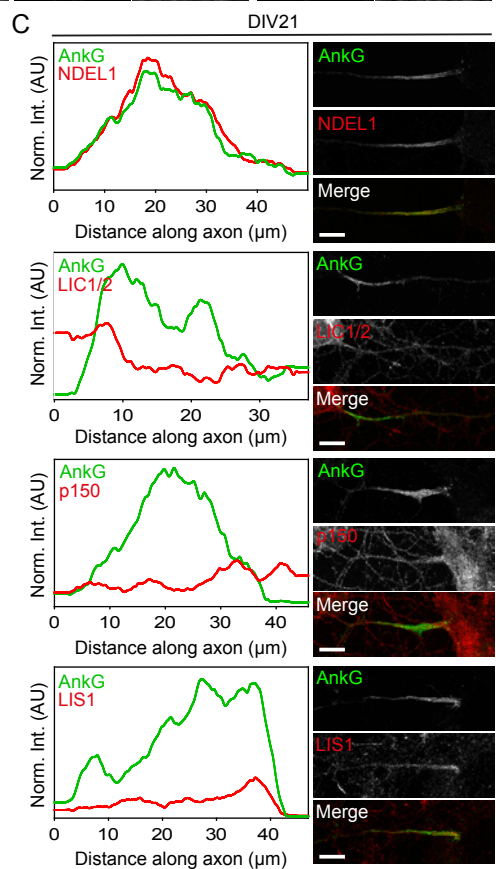 C
DIV21
AnkG
NDEL1
Norm. Int. (AU)
0 10 20 30 40
Distance along axon (µm)
AnkG
NDEL1
Merge
AnkG
LIC1/2
Norm. Int. (AU)
0 10 20 30
Distance along axon (µm)
AnkG
LIC1/2
Merge
AnkG
p150
Norm. Int. (AU)
0 10 20 30 40
Distance along axon (µm)
AnkG
p150
Merge
AnkG
LIS1
Norm. Int. (AU)
0 10 20 30 40
Distance along axon (µm)
AnkG
LIS1
Merge